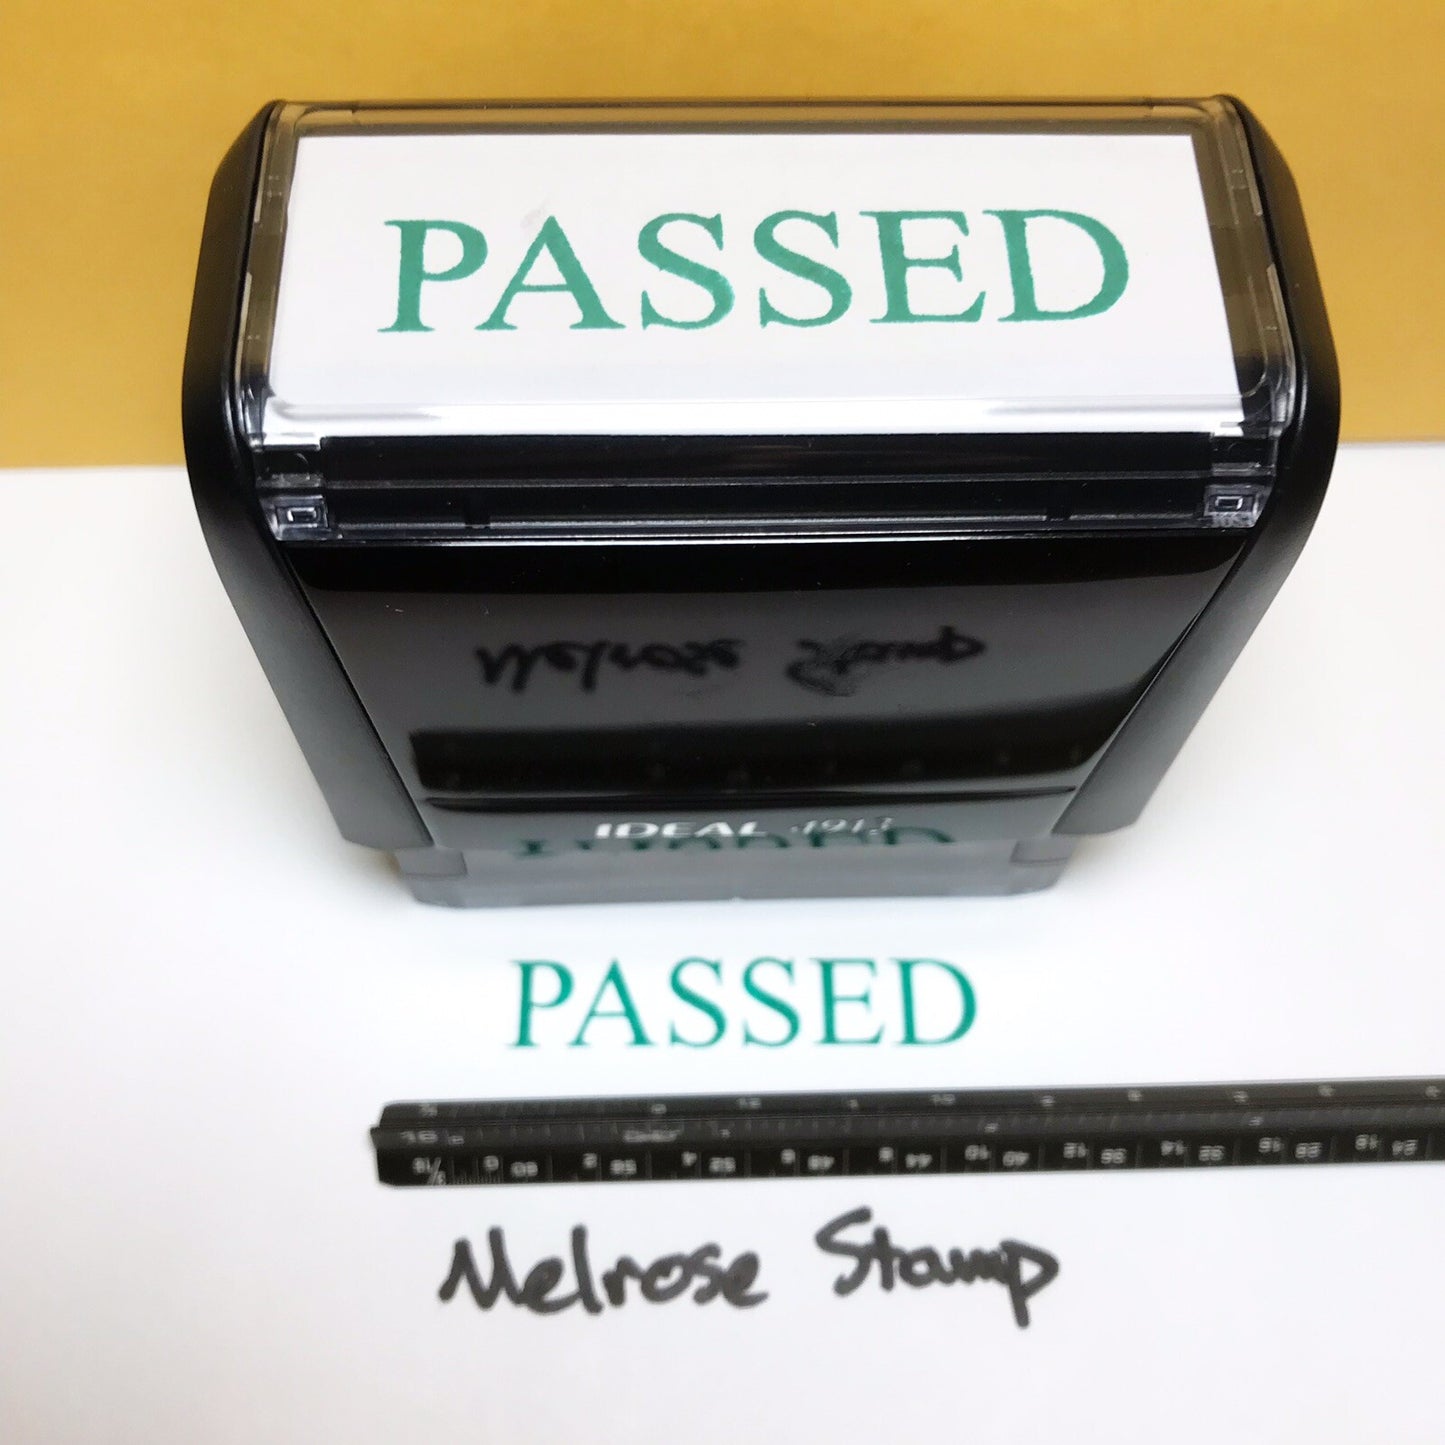 PASSED
IDEAL 4913
PASSED
Melrose Stamp